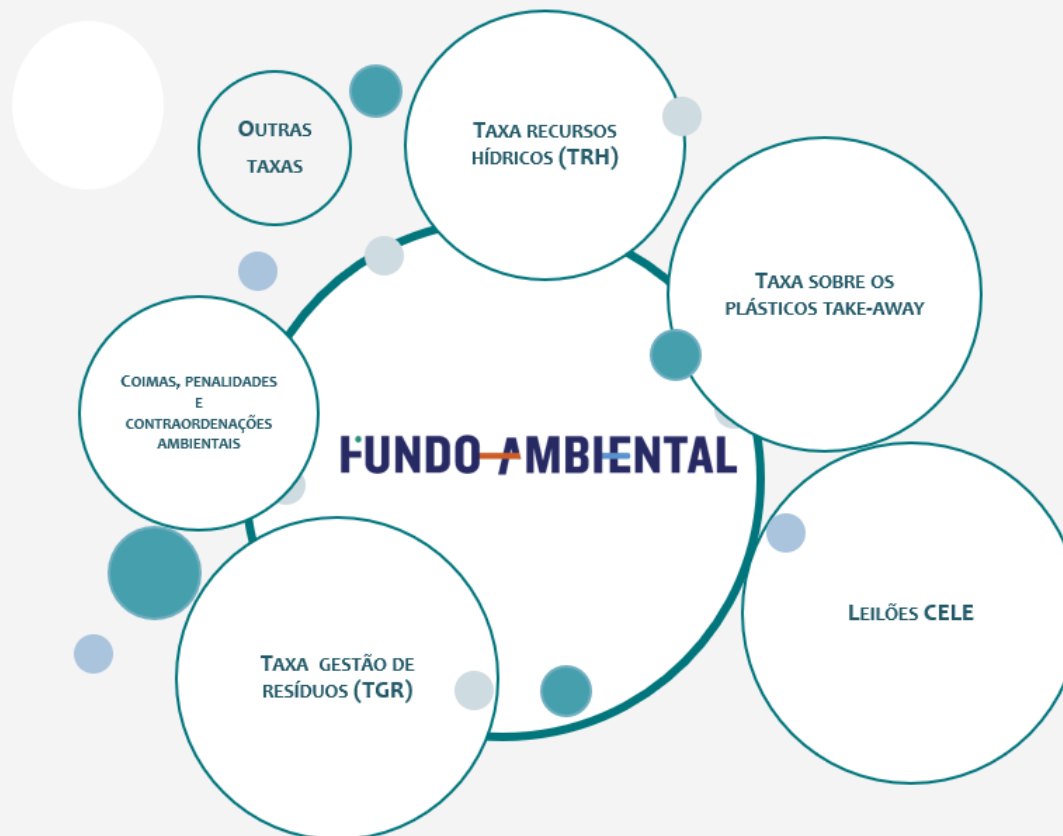 OUTRAS
TAXAS
TAXA RECURSOS
HÍDRICOS (TRH)
TAXA SOBRE OS
PLÁSTICOS TAKE-AWAY
COIMAS, PENALIDADES
E
CONTRAORDENAÇÕES
AMBIENTAIS
FUNDO AMBIENTAL
LEILÕES CELE
TAXA GESTÃO DE
RESÍDUOS (TGR)